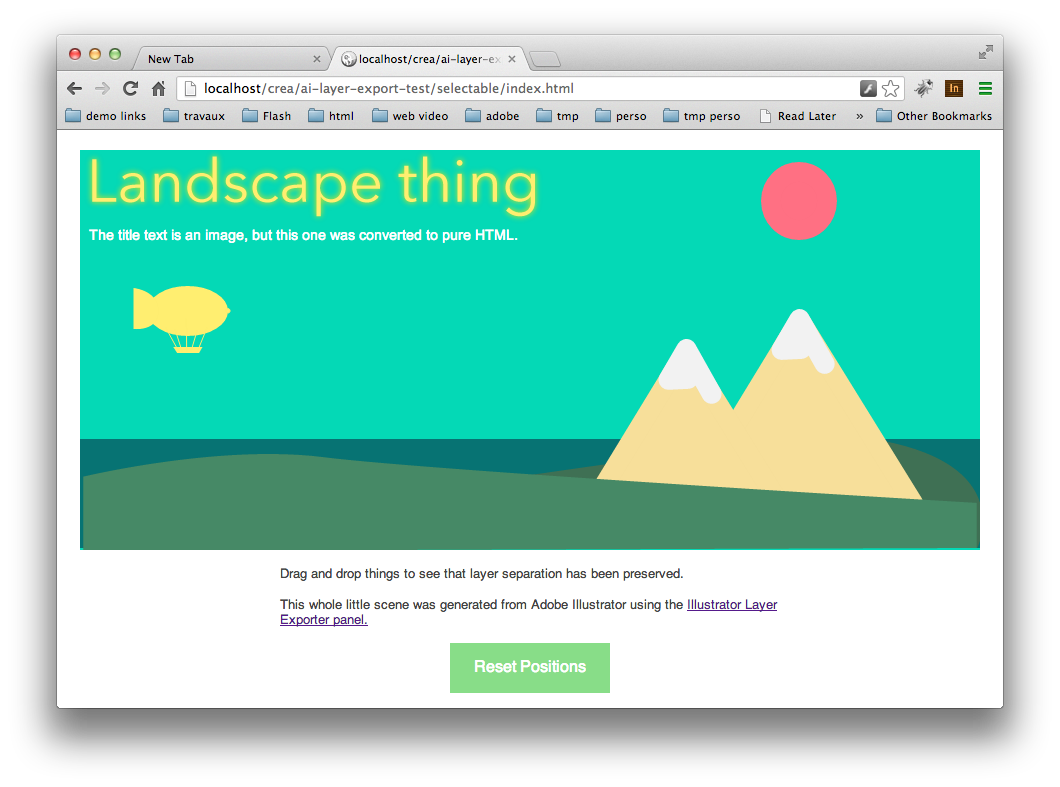 New Tab
localhost/crea/ai-layer-ex
localhost/crea/ai-layer-export-test/selectable/index.html
In
demo links
travaux
Flash
html
web video
adobe
tmp
perso
tmp perso
Read Later
»
Other Bookmarks
Landscape thing
The title text is an image, but this one was converted to pure HTML.
Drag and drop things to see that layer separation has been preserved.
This whole little scene was generated from Adobe Illustrator using the Illustrator Layer
Exporter panel.
Reset Positions